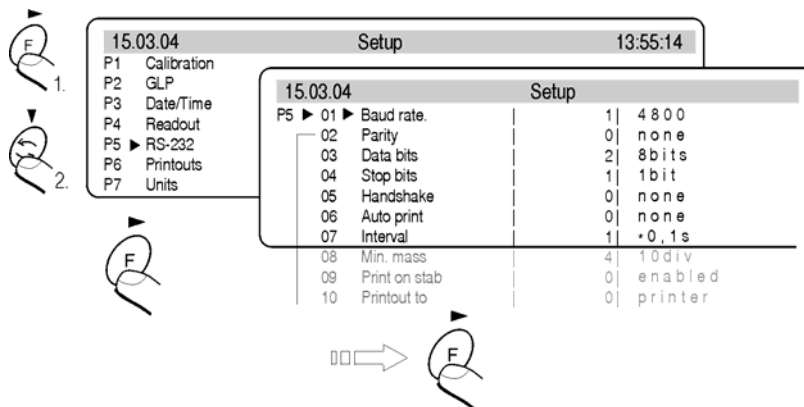 F
1.
2.
15.03.04 Setup 13:55:14
P1 Calibration
P2 GLP
P3 Date/Time
P4 Readout
P5 RS-232
P6 Printouts
P7 Units
F
15.03.04 Setup
P5 01 Baud rate. | 1| 4800
02 Parity | 0| none
03 Data bits | 2| 8bits
04 Stop bits | 1| 1bit
05 Handshake | 0| none
06 Auto print | 0| none
07 Interval | 1| *0,1s
08 Min. mass | 4| 10div
09 Print on stab | 0| enabled
10 Printout to | 0| printer
F